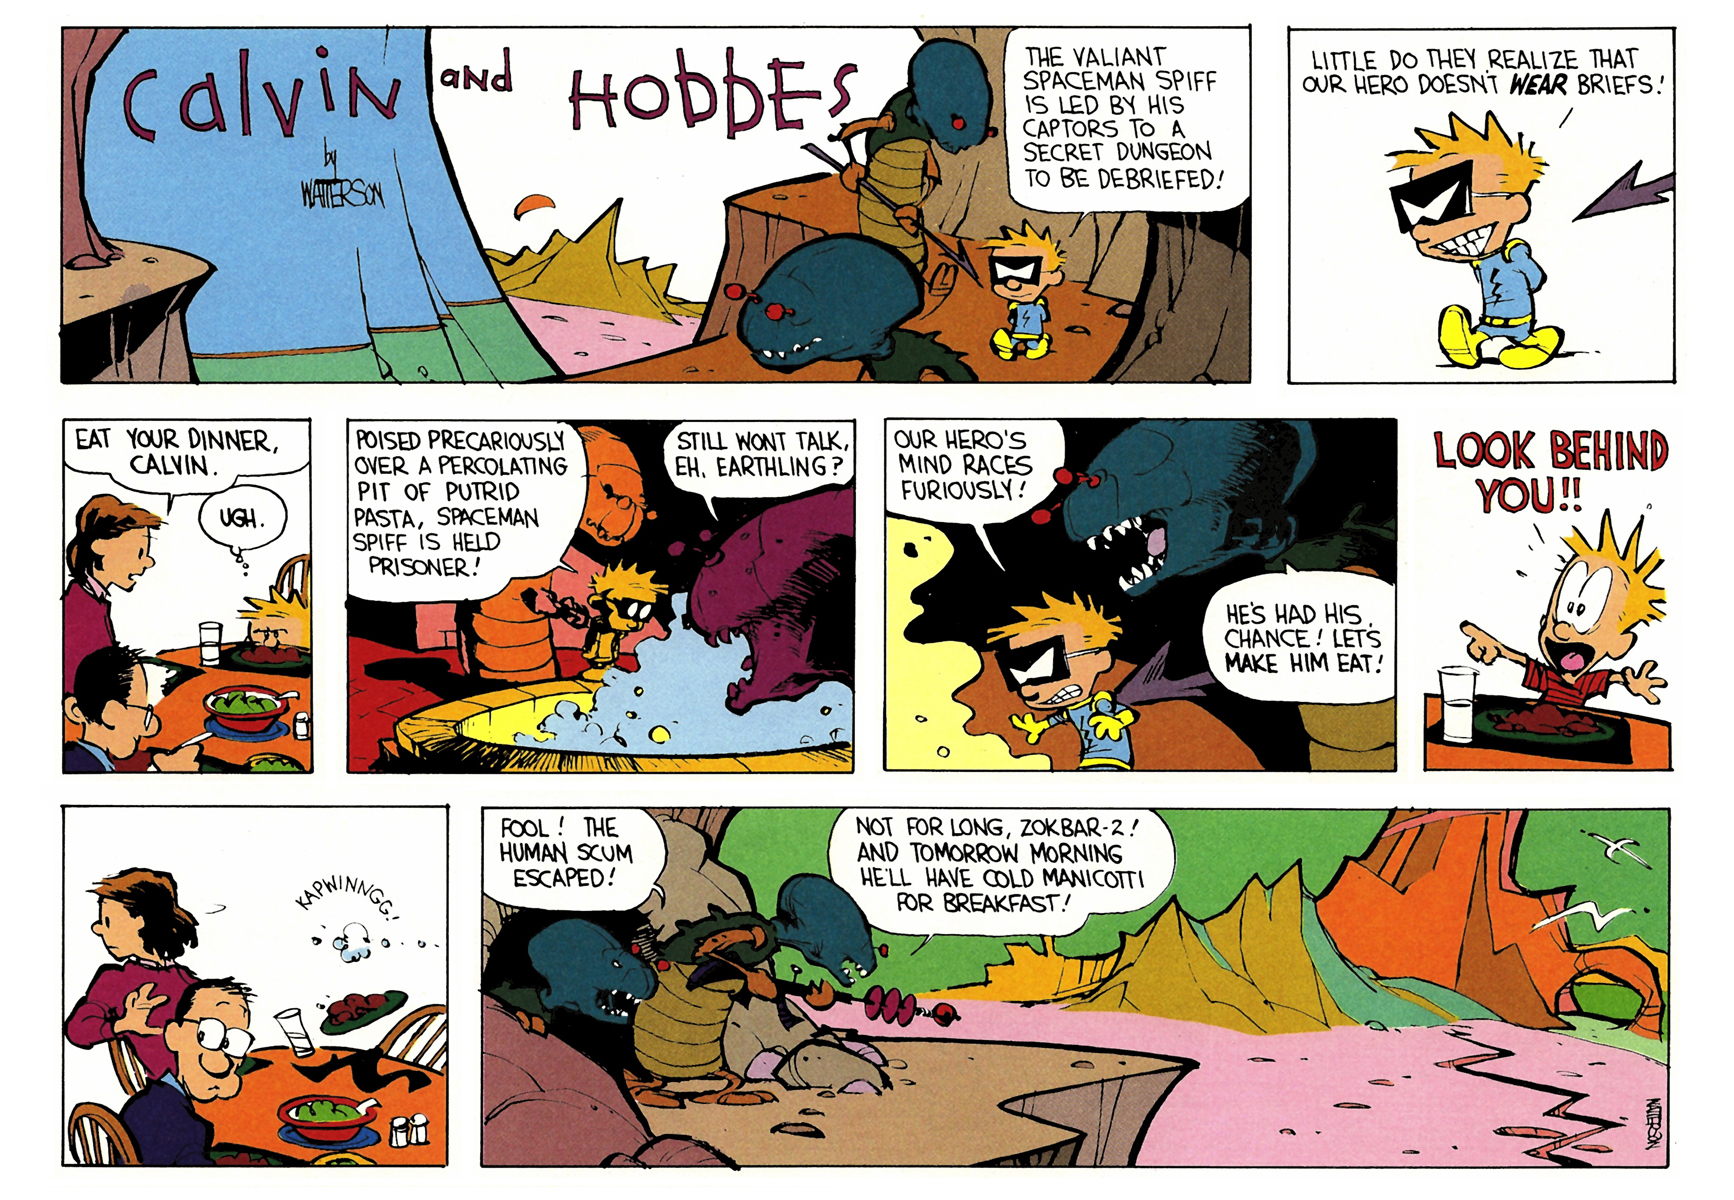 CALVIN and HOBBES
by
WATTERSON
THE VALIANT
SPACEMAN SPIFF
IS LED BY HIS
CAPTORS TO A
SECRET DUNGEON
TO BE DEBRIEFED!
LITTLE DO THEY REALIZE THAT
OUR HERO DOESN'T WEAR BRIEFS!
EAT YOUR DINNER,
CALVIN.
UGH.
POISED PRECARIOUSLY
OVER A PERCOLATING
PIT OF PUTRID
PASTA, SPACEMAN
SPIFF IS HELD
PRISONER!
STILL WONT TALK,
EH, EARTHLING?
OUR HERO'S
MIND RACES
FURIOUSLY!
HE'S HAD HIS
CHANCE! LETS
MAKE HIM EAT!
LOOK BEHIND
YOU!!
KAPWINNGG!
FOOL! THE
HUMAN SCUM
ESCAPED!
NOT FOR LONG, ZOKBAR-2!
AND TOMORROW MORNING
HE'LL HAVE COLD MANICOTTI
FOR BREAKFAST!
WATTERSON